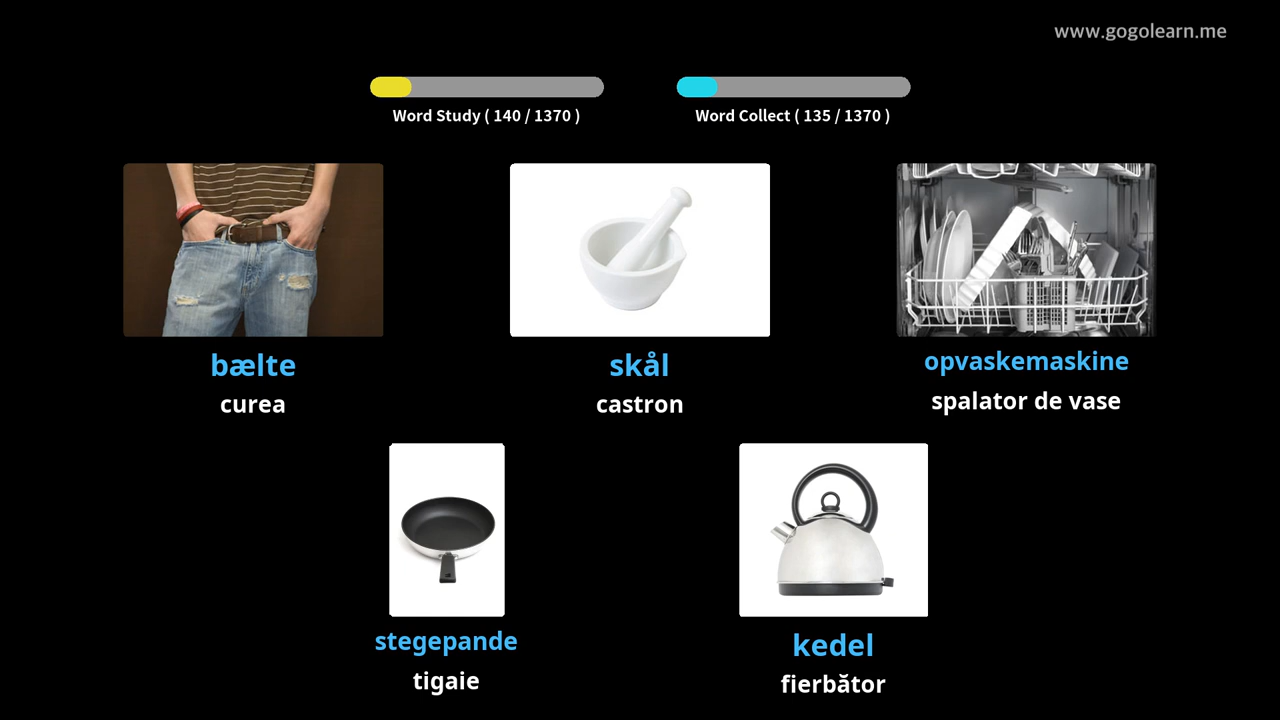 www.gogolearn.me
Word Study ( 140 / 1370 )
Word Collect ( 135 / 1370 )
bælte
curea
skål
castron
opvaskemaskine
spalator de vase
stegepande
tigaie
kedel
fierbător